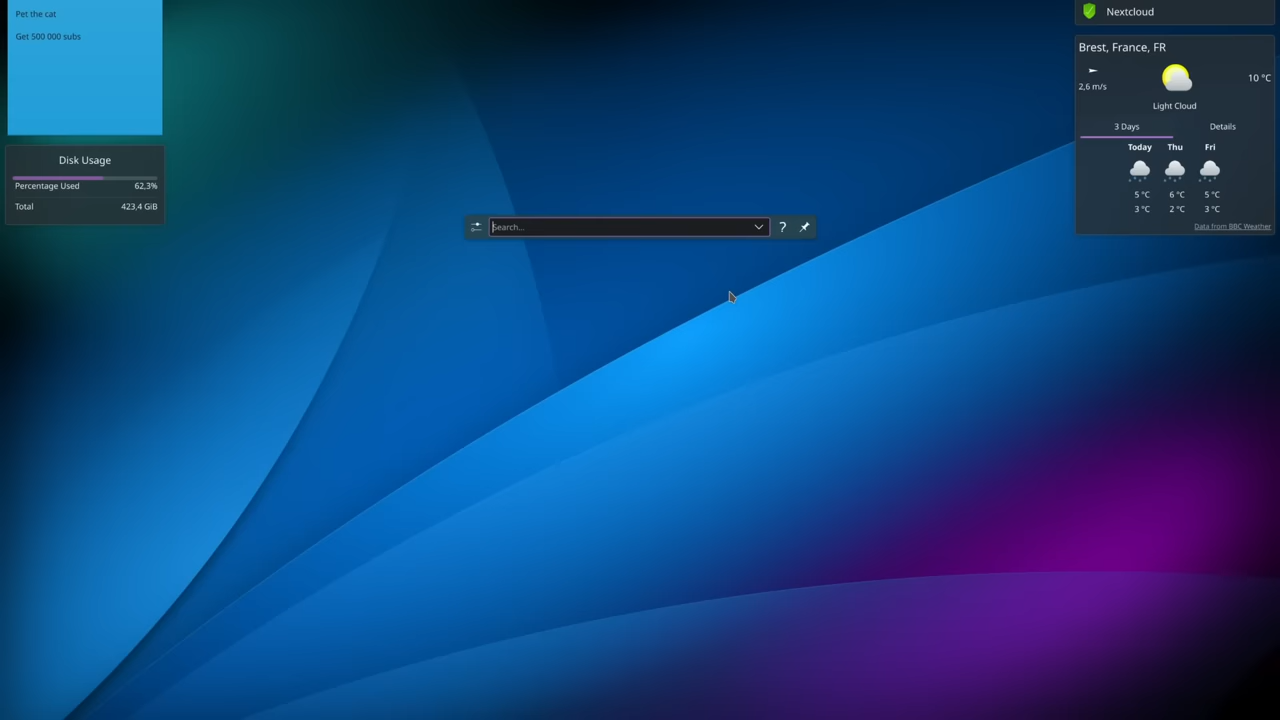 Pet the cat
Get 500 000 subs
Disk Usage
Percentage Used 62,3%
Total 423,4 GiB
Search...
?
Nextcloud
Brest, France, FR
2,6 m/s
10 °C
Light Cloud
3 Days Details
Today Thu Fri
5 °C 6 °C 5 °C
3 °C 2 °C 3 °C
Data from BBC Weather